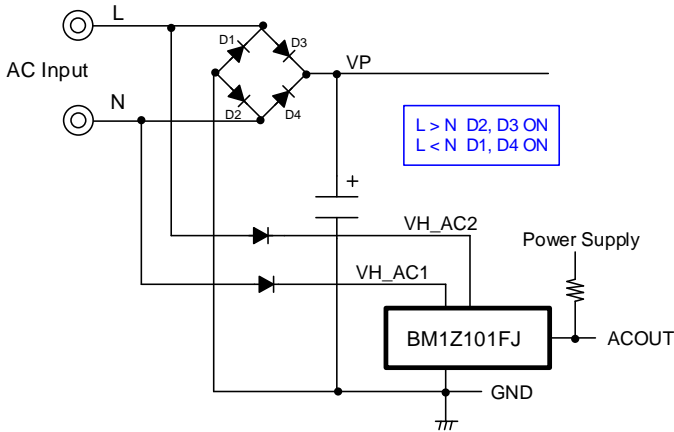 L
D1
D3
VP
AC Input
N
D2
D4
L > N D2, D3 ON
L < N D1, D4 ON
+
VH_AC2
Power Supply
VH_AC1
BM1Z101FJ
ACOUT
GND